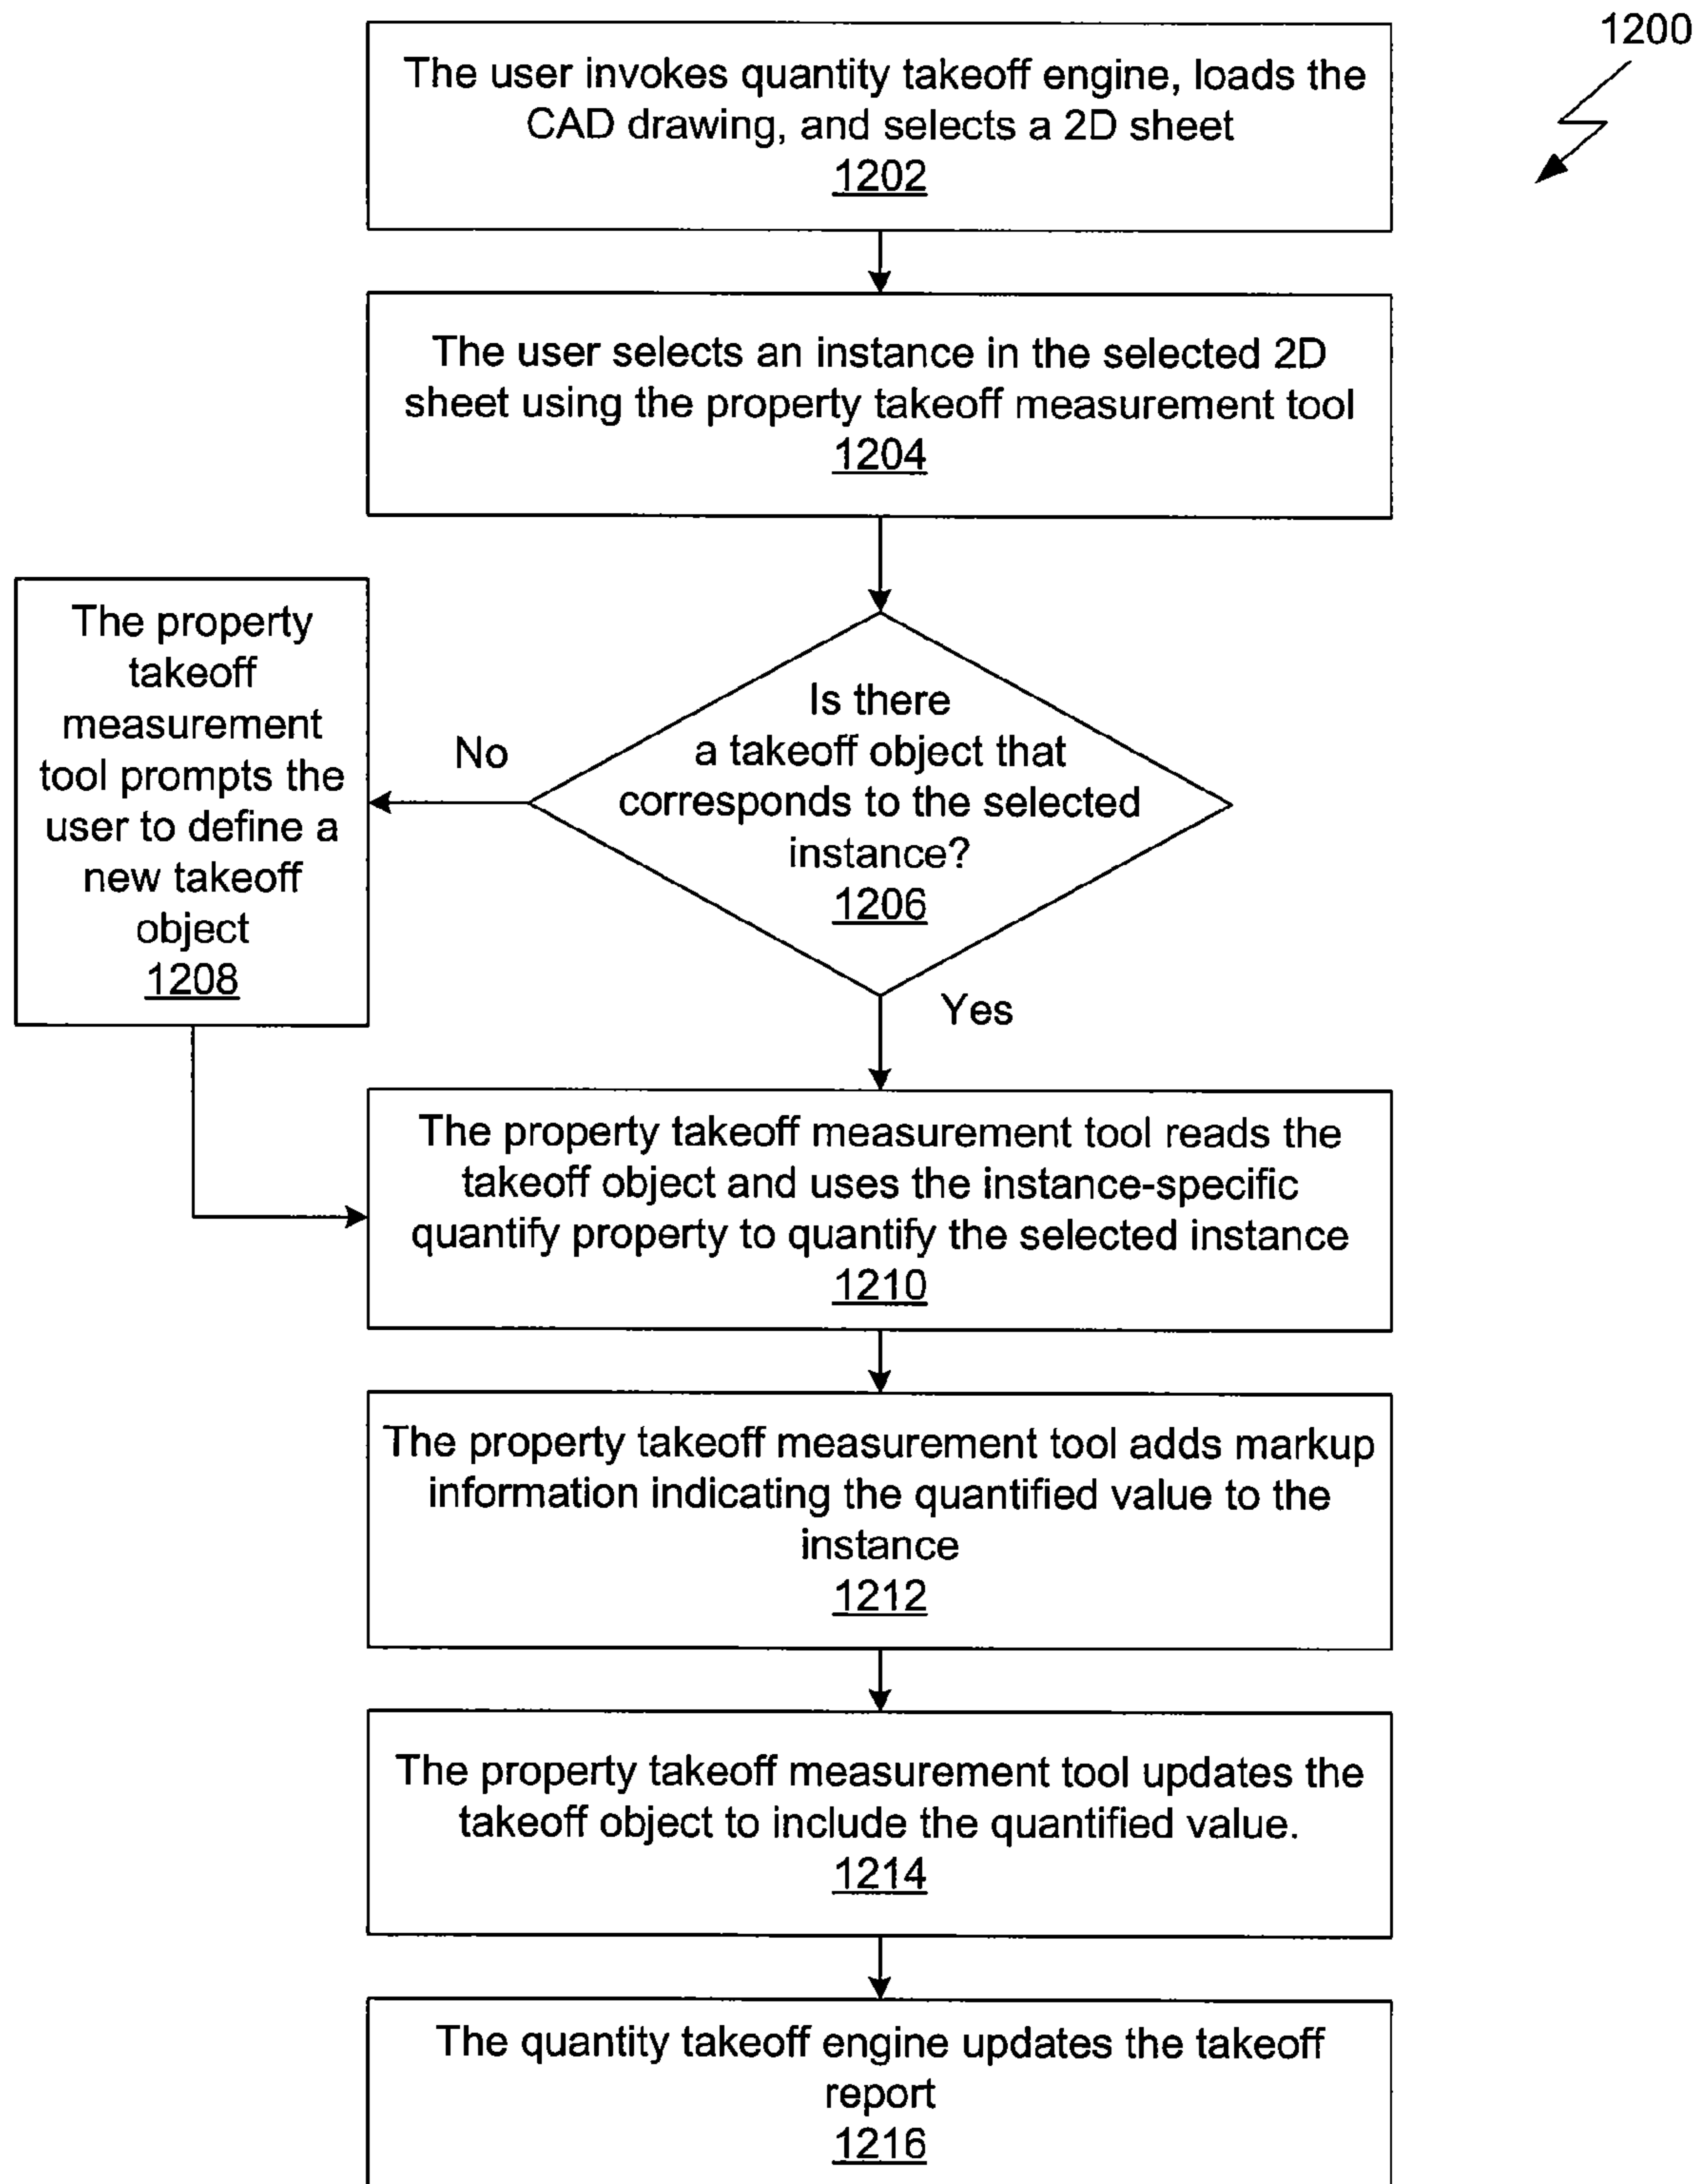 1200
The user invokes quantity takeoff engine, loads the
CAD drawing, and selects a 2D sheet
1202
The user selects an instance in the selected 2D
sheet using the property takeoff measurement tool
1204
Is there
a takeoff object that
corresponds to the selected
instance?
1206
No
The property
takeoff
measurement
tool prompts the
user to define a
new takeoff
object
1208
Yes
The property takeoff measurement tool reads the
takeoff object and uses the instance-specific
quantify property to quantify the selected instance
1210
The property takeoff measurement tool adds markup
information indicating the quantified value to the
instance
1212
The property takeoff measurement tool updates the
takeoff object to include the quantified value.
1214
The quantity takeoff engine updates the takeoff
report
1216